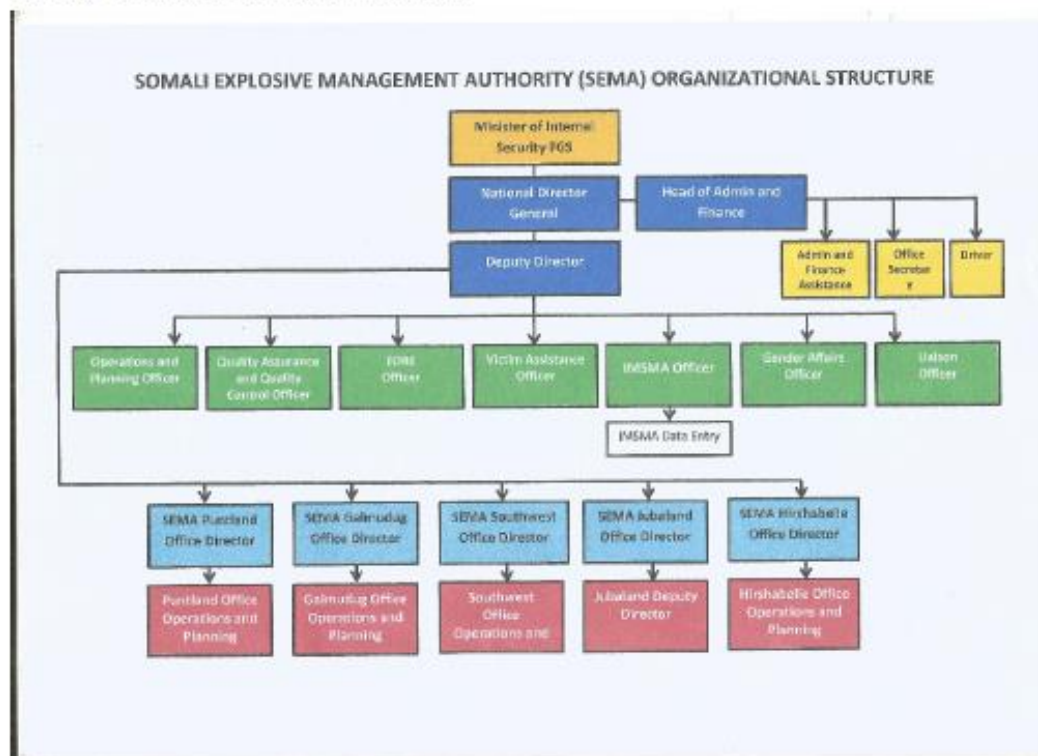 SOMALI EXPLOSIVE MANAGEMENT AUTHORITY (SEMA) ORGANIZATIONAL STRUCTURE
Minister of Internal
Security FGS
National Director
General
Head of Admin and
Finance
Deputy Director
Admin and
Finance
Assistance
Office
Secretar
y
Driver
Operations and
Planning Officer
Quality Assurance
and Quality
Control Officer
Officer
Victim Assistance
Officer
IMSMA Officer
Gender Affairs
Officer
Liaison
Officer
IMSMA Data Entry
SEMA Puntland
Office Director
SEMA Galmudug
Office Director
SEMA Southwest
Office Director
SEMA Jubaland
Office Director
SEMA Hirshabelle
Office Director
Puntland Office
Operations and
Planning
Galmudug Office
Operations and
Planning
Southwest
Office
Operations and
Jubaland Deputy
Director
Hirshabelle Office
Operations and
Planning